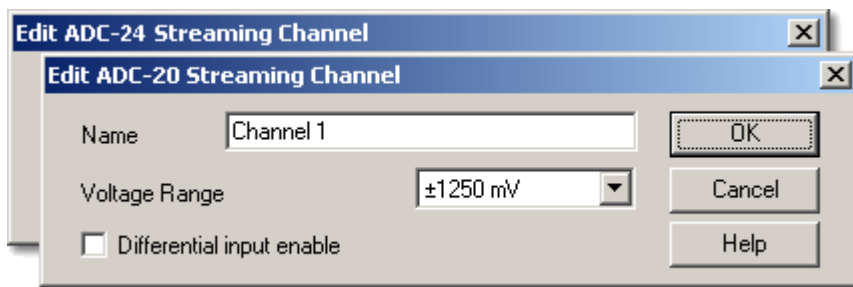 Edit ADC-24 Streaming Channel
Edit ADC-20 Streaming Channel
Name Channel 1 OK
Voltage Range ±1250 mV Cancel
Differential input enable Help